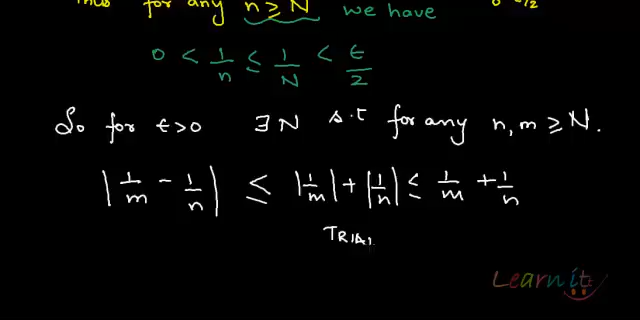 for any n ≥ N we have
0 < 1/n ≤ 1/N < ε/2
So for ε>0 ∃ N s.t for any n, m ≥ N.
|1/m - 1/n| ≤ |1/m| + |1/n| ≤ 1/m + 1/n
TRIA
Learnit